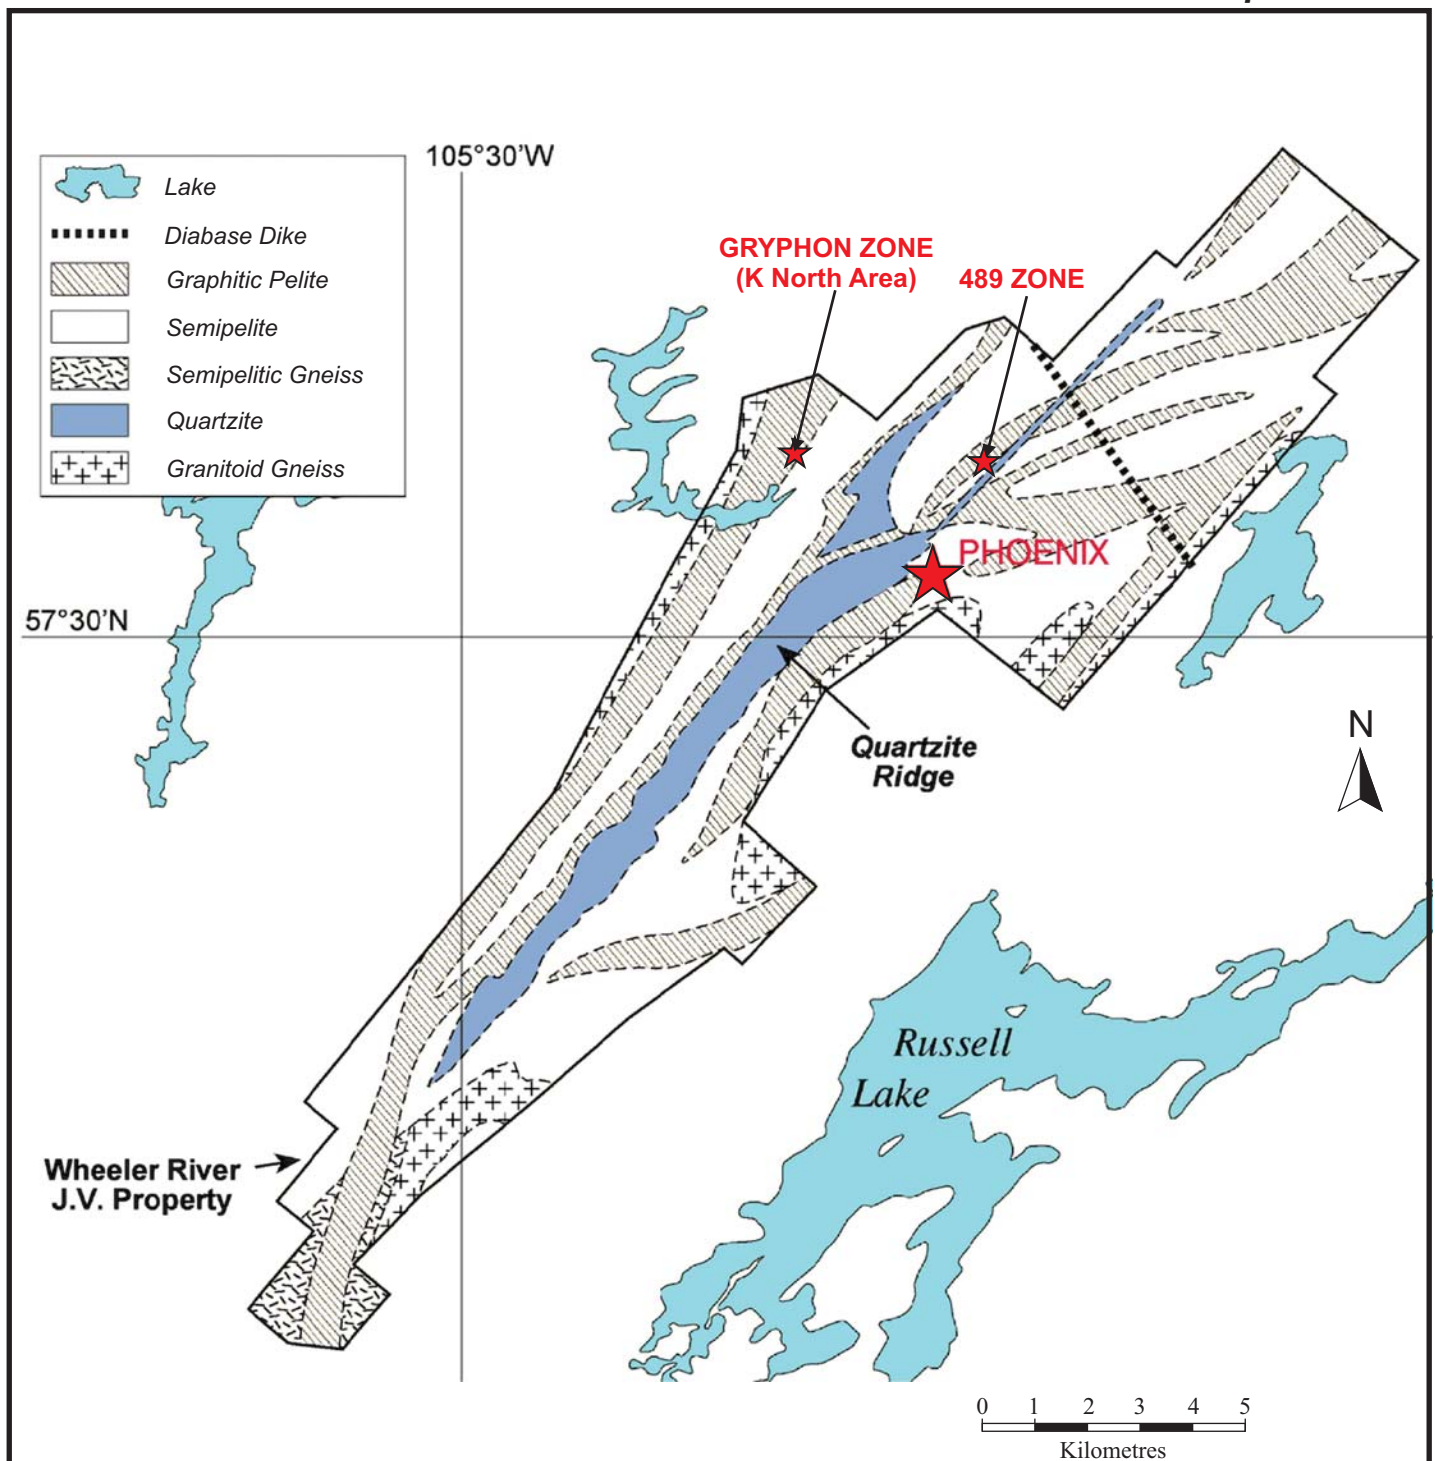 105°30'W
Lake
Diabase Dike
Graphitic Pelite
Semipelite
Semipelitic Gneiss
Quartzite
Granitoid Gneiss
GRYPHON ZONE
(K North Area)
489 ZONE
PHOENIX
57°30'N
Quartzite
Ridge
N
Russell
Lake
Wheeler River
J.V. Property
0 1 2 3 4 5
Kilometres